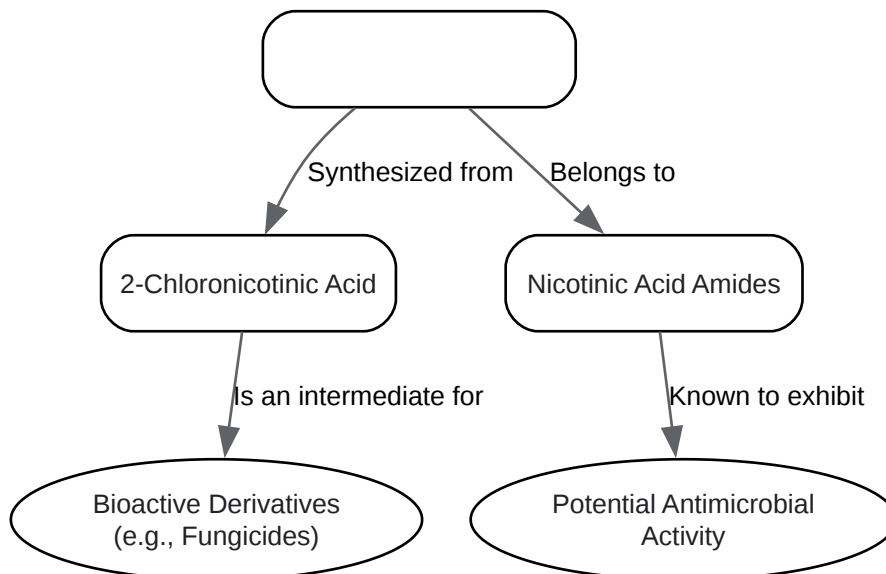 Synthesized from
Belongs to
2-Chloronicotinic Acid
Nicotinic Acid Amides
Is an intermediate for
Known to exhibit
Bioactive Derivatives
(e.g., Fungicides)
Potential Antimicrobial
Activity